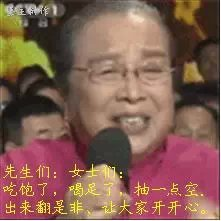 先生们：女士们：
吃饱了，喝足了，抽一点空.
出来翻是非、让大家开开心。